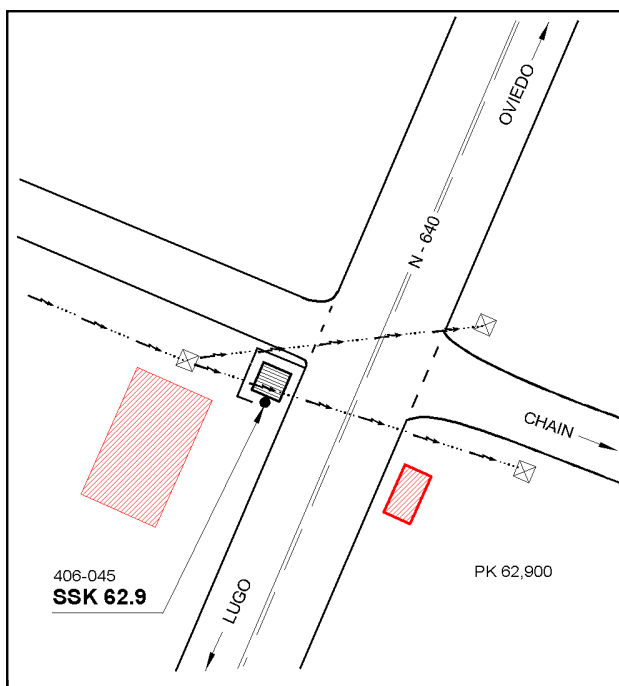 OVIEDO
N - 640
CHAIN
406-045
SSK 62.9
PK 62,900
LUGO